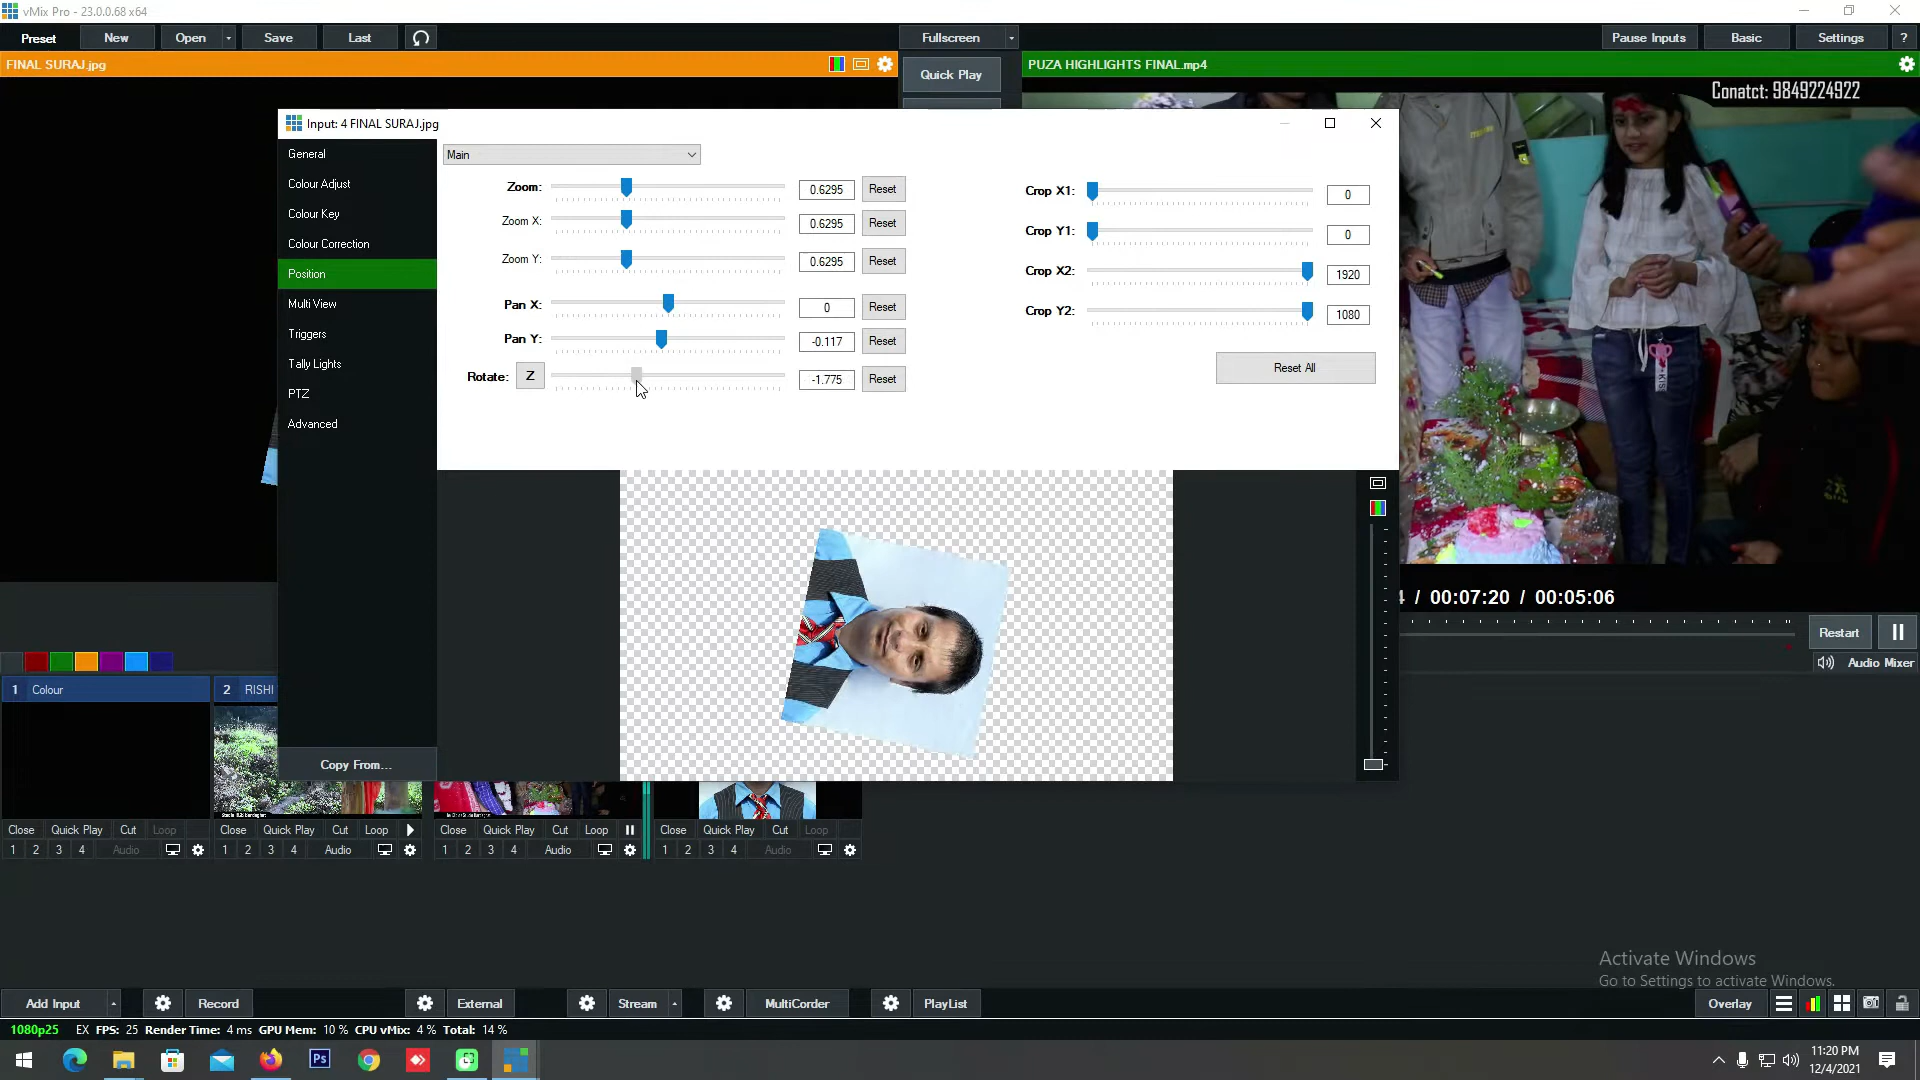 vMix Pro - 23.0.0.68 x64
Preset New Open Save Last Fullscreen Pause Inputs Basic Settings ?
FINAL SURAJ.jpg
Quick Play
PUZA HIGHLIGHTS FINAL.mp4
Conatct: 9849224922
Input: 4 FINAL SURAJ.jpg
General
Colour Adjust
Colour Key
Colour Correction
Position
Multi View
Triggers
Tally Lights
PTZ
Advanced
Copy From...
Main
Zoom: 0.6295 Reset
Zoom X: 0.6295 Reset
Zoom Y: 0.6295 Reset
Pan X: 0 Reset
Pan Y: -0.117 Reset
Rotate: Z -1.775 Reset
Crop X1: 0
Crop Y1: 0
Crop X2: 1920
Crop Y2: 1080
Reset All
/ 00:07:20 / 00:05:06
Restart
Audio Mixer
1 Colour
2 RISHI
Close Quick Play Cut Loop
1 2 3 4 Audio
Close Quick Play Cut Loop
1 2 3 4 Audio
Close Quick Play Cut Loop
1 2 3 4 Audio
Close Quick Play Cut Loop
1 2 3 4 Audio
Activate Windows
Go to Settings to activate Windows.
Add Input Record External Stream MultiCorder PlayList Overlay
1080p25 EX FPS: 25 Render Time: 4 ms GPU Mem: 10 % CPU vMix: 4 % Total: 14 %
Ps
11:20 PM
12/4/2021